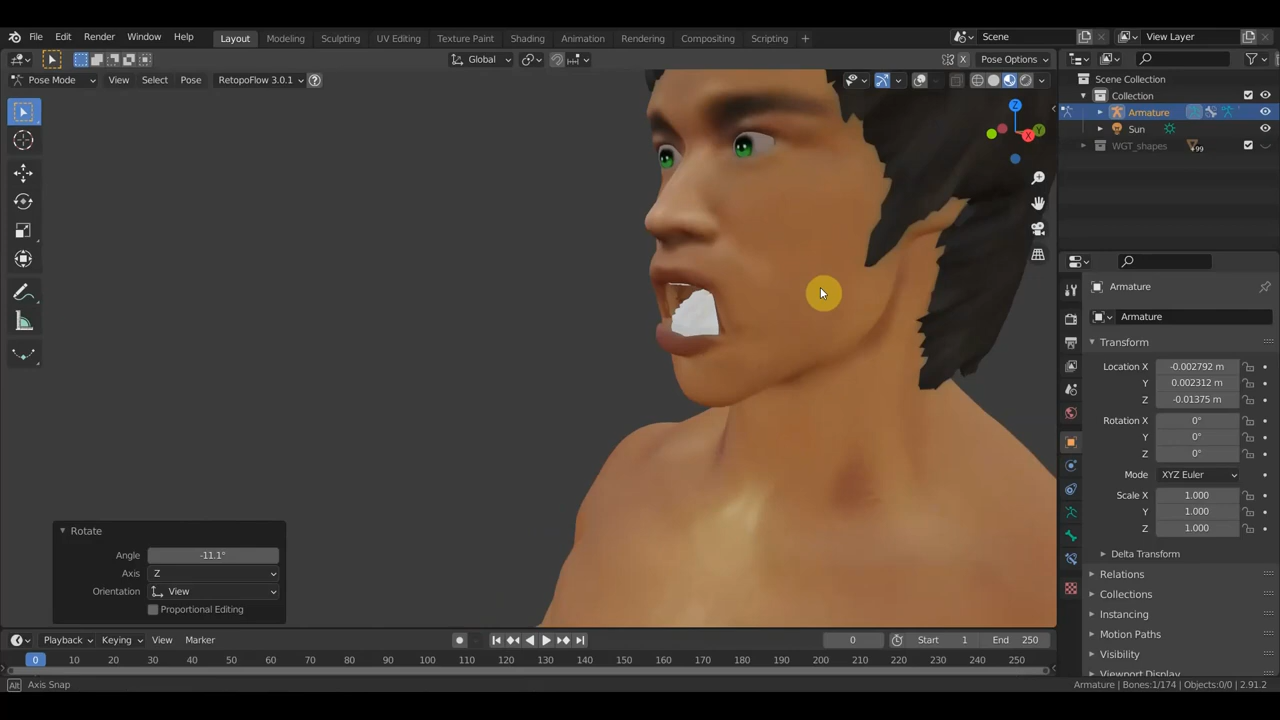 File Edit Render Window Help Layout Modeling Sculpting UV Editing Texture Paint Shading Animation Rendering Compositing Scripting + Scene View Layer
Global Pose Options
Pose Mode View Select Pose RetopoFlow 3.0.1
Scene Collection
Collection
Armature
Sun
WGT_shapes +99
Z
Y
X
Armature
Armature
Transform
Location X -0.002792 m
Y 0.002312 m
Z -0.01375 m
Rotation X 0°
Y 0°
Z 0°
Mode XYZ Euler
Scale X 1.000
Y 1.000
Z 1.000
Delta Transform
Relations
Collections
Instancing
Motion Paths
Visibility
Viewport Display
Rotate
Angle -11.1°
Axis Z
Orientation View
Proportional Editing
Playback Keying View Marker 0 Start 1 End 250
0 10 20 30 40 50 60 70 80 90 100 110 120 130 140 150 160 170 180 190 200 210 220 230 240 250
Alt Axis Snap Armature | Bones:1/174 | Objects:0/0 | 2.91.2